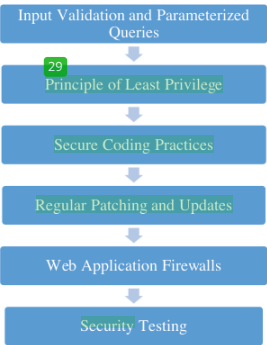 Input Validation and Parameterized
Queries
29
Principle of Least Privilege
Secure Coding Practices
Regular Patching and Updates
Web Application Firewalls
Security Testing